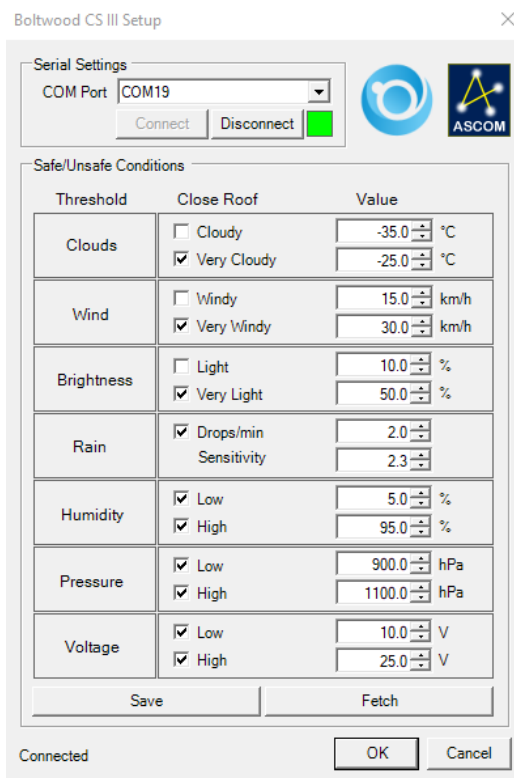 Boltwood CS III Setup
Serial Settings
COM Port COM19
Connect Disconnect
ASCOM
Safe/Unsafe Conditions
Threshold Close Roof Value
Clouds
Cloudy -35.0 °C
Very Cloudy -25.0 °C
Wind
Windy 15.0 km/h
Very Windy 30.0 km/h
Brightness
Light 10.0 %
Very Light 50.0 %
Rain
Drops/min 2.0
Sensitivity 2.3
Humidity
Low 5.0 %
High 95.0 %
Pressure
Low 900.0 hPa
High 1100.0 hPa
Voltage
Low 10.0 V
High 25.0 V
Save Fetch
Connected OK Cancel